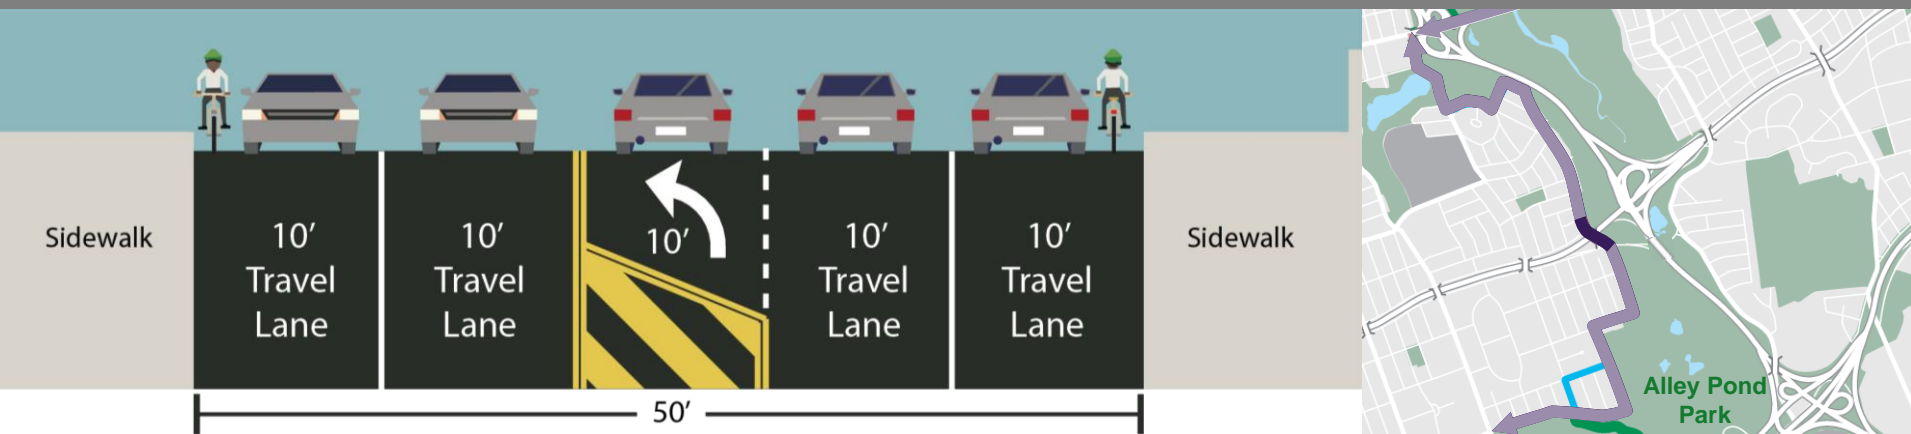 Sidewalk
10’
Travel
Lane
10’
Travel
Lane
10’
10’
Travel
Lane
10’
Travel
Lane
Sidewalk
50’
Alley Pond
Park